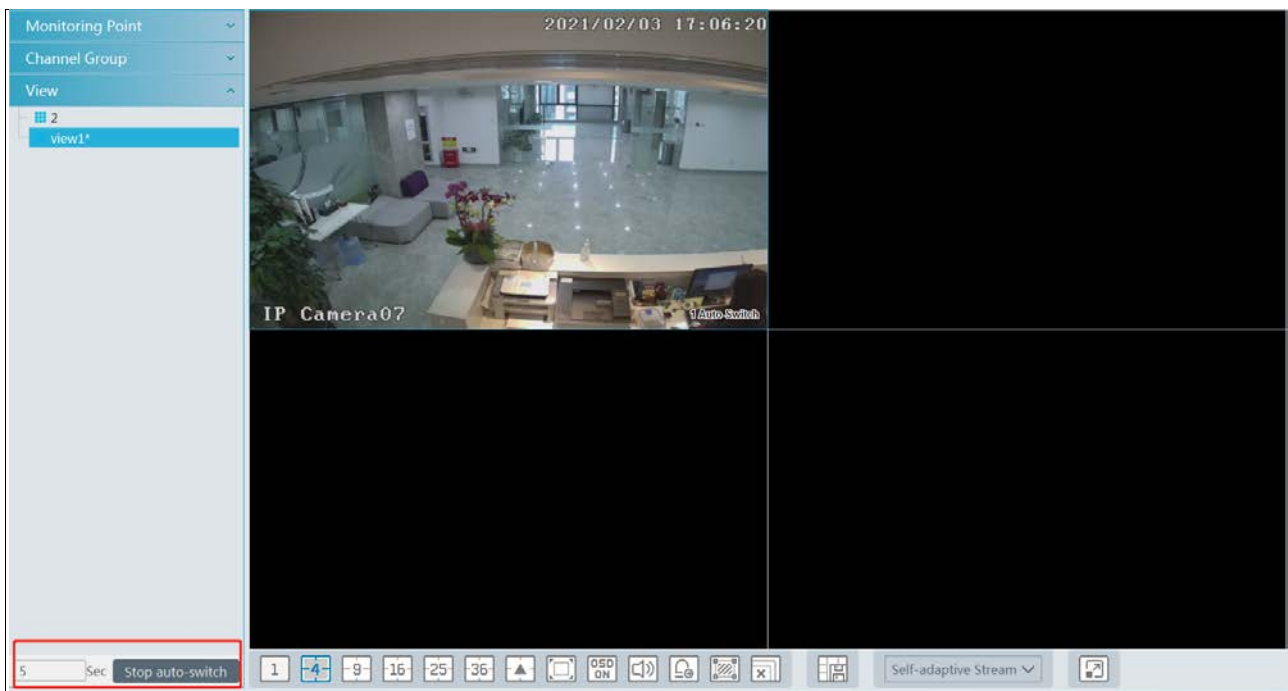 Monitoring Point
Channel Group
View
2
view1*
2021/02/03 17:06:20
IP Camera07
1 Auto-Switch
5 Sec Stop auto-switch
1 4 9 16 25 36 OSD ON Self-adaptive Stream